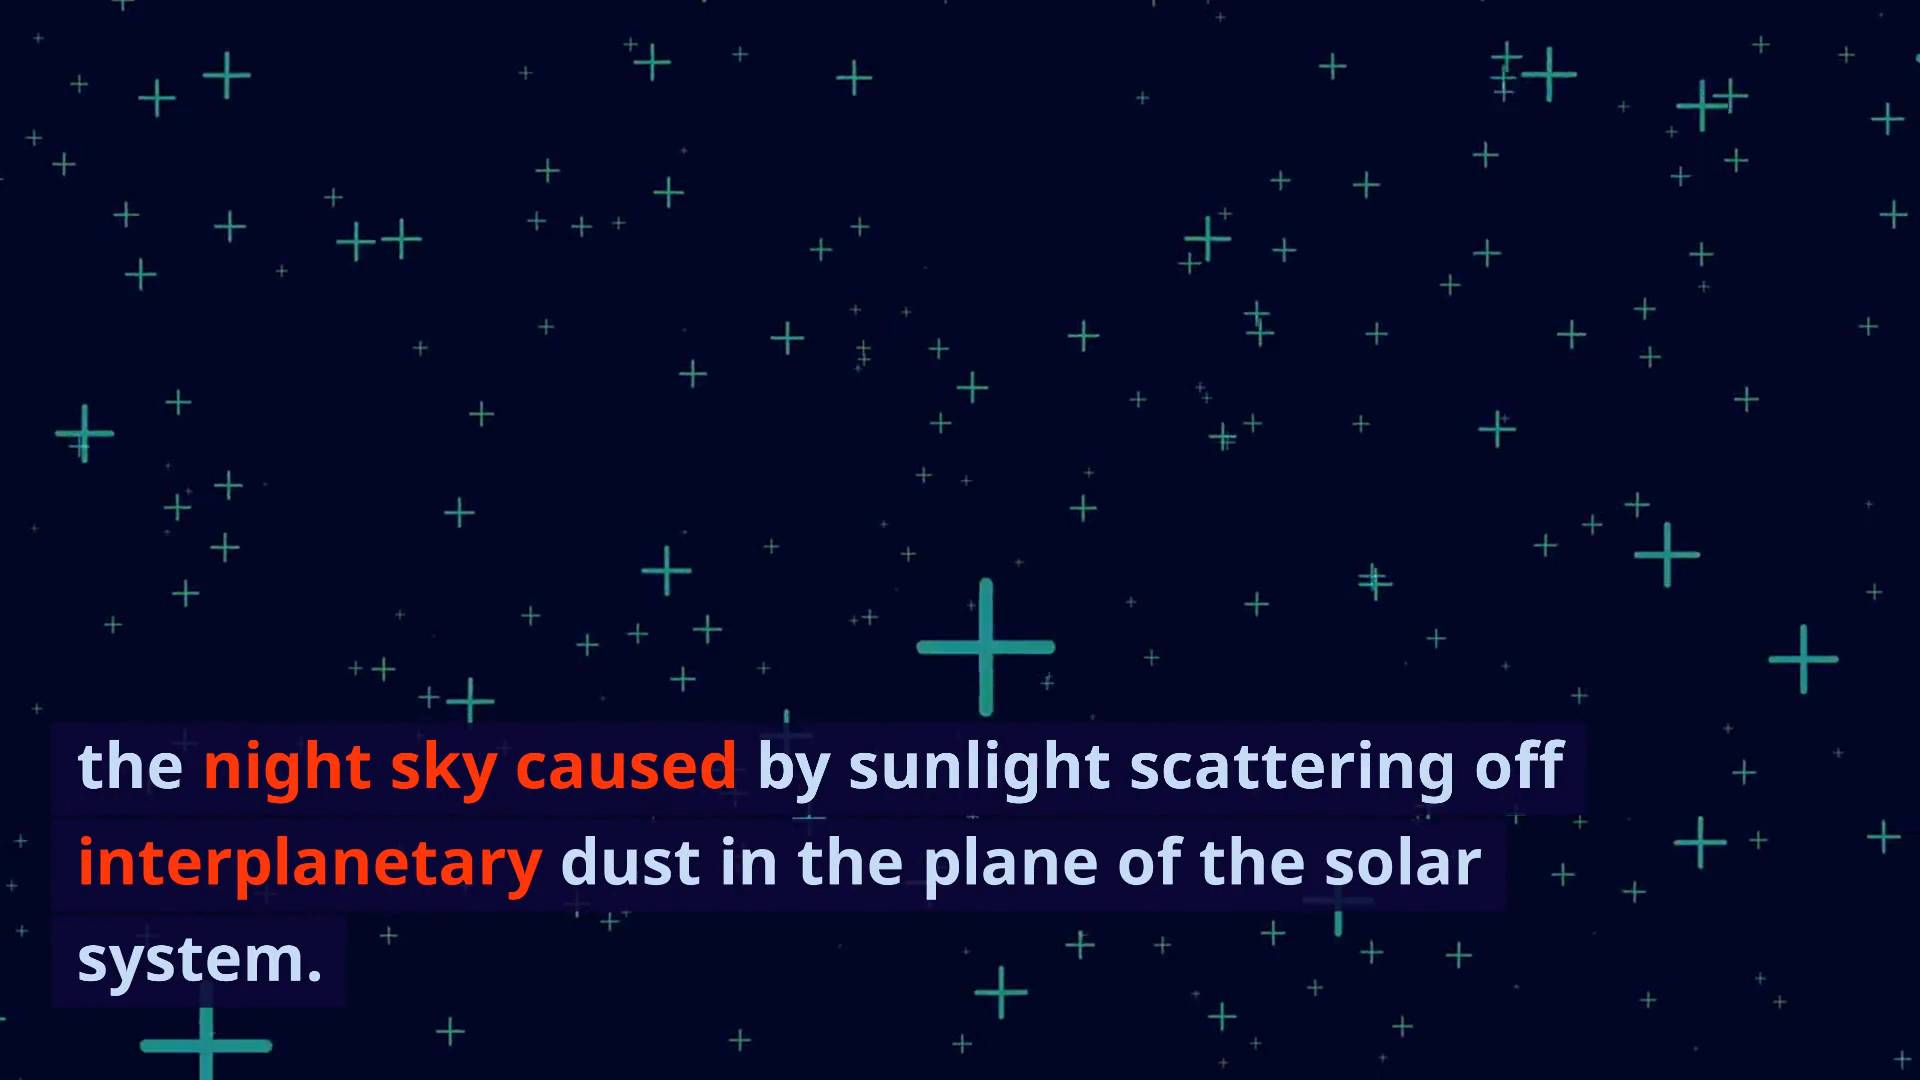 the night sky caused by sunlight scattering off
interplanetary dust in the plane of the solar
system.